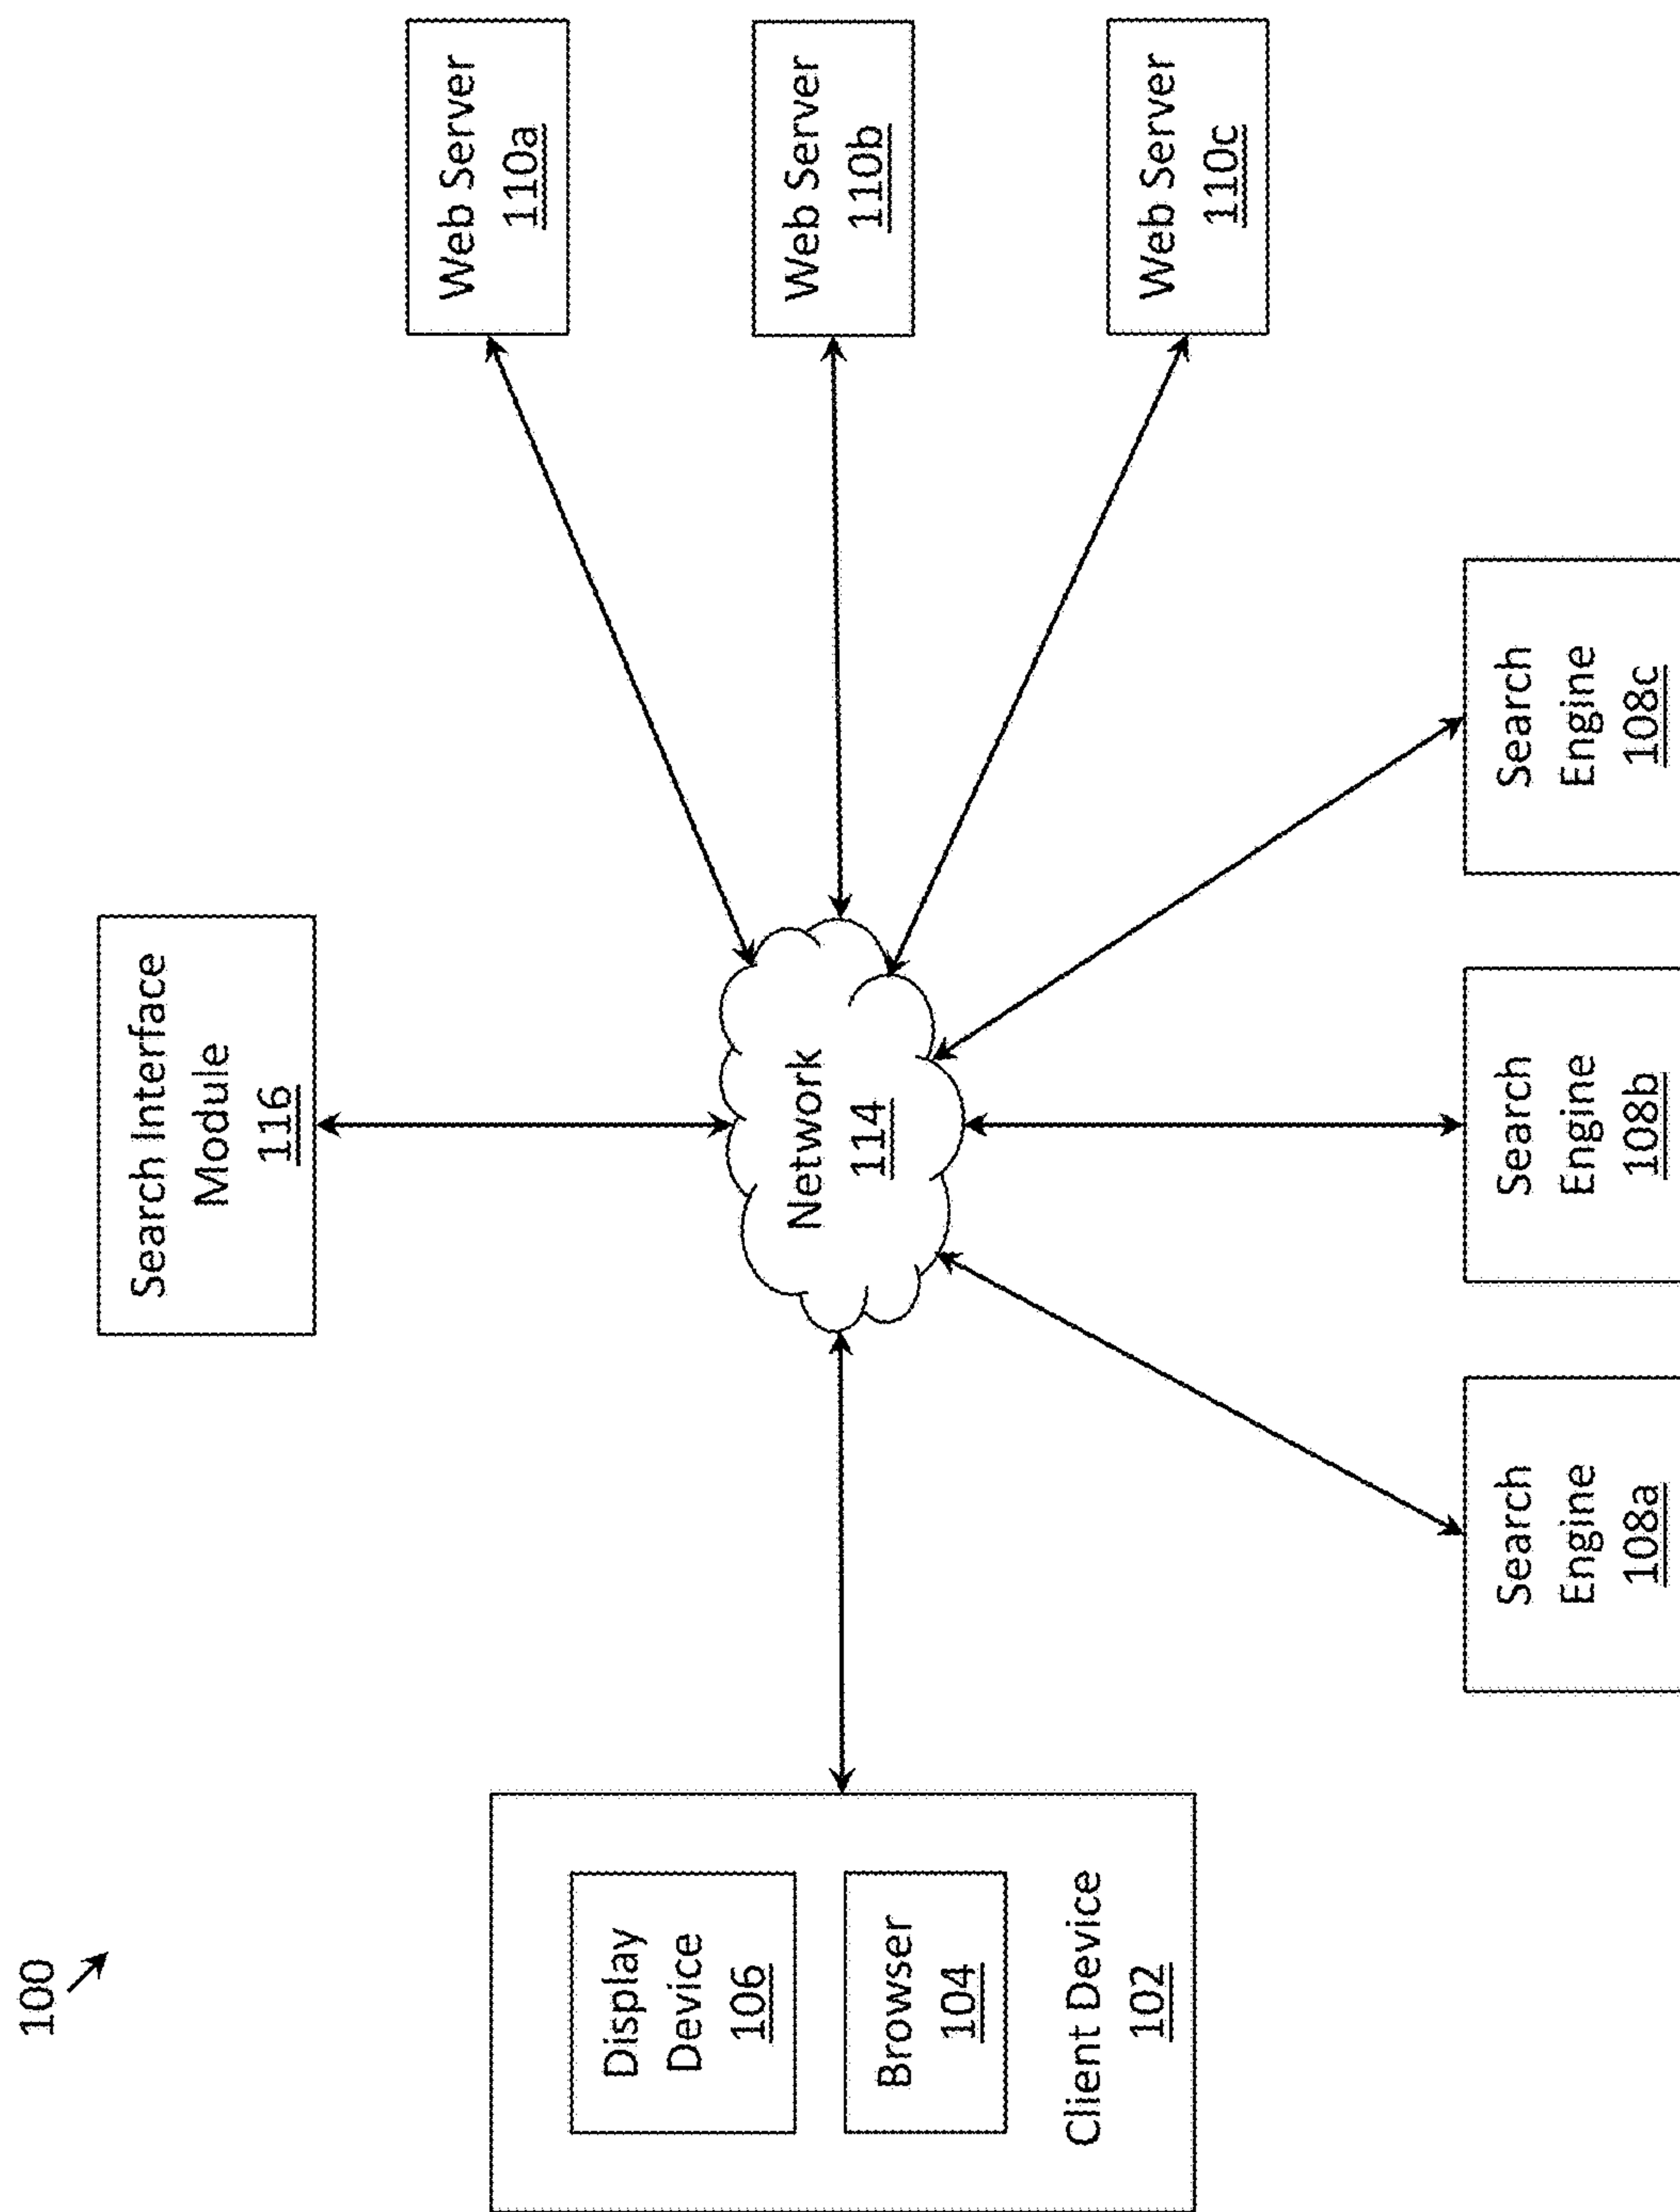 100
Search Interface
Module
116
Web Server
110a
Web Server
110b
Web Server
110c
Network
114
Display
Device
106
Browser
104
Client Device
102
Search
Engine
108a
Search
Engine
108b
Search
Engine
108c